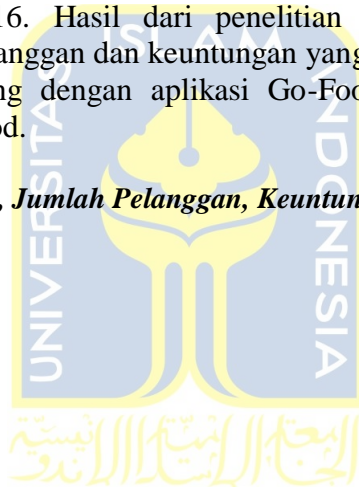 16. Hasil dari penelitian
anggan dan keuntungan yang
ng dengan aplikasi Go-Foo
od.
, Jumlah Pelanggan, Keuntun
ISLAM
UNIVERSITAS
INDONESIA